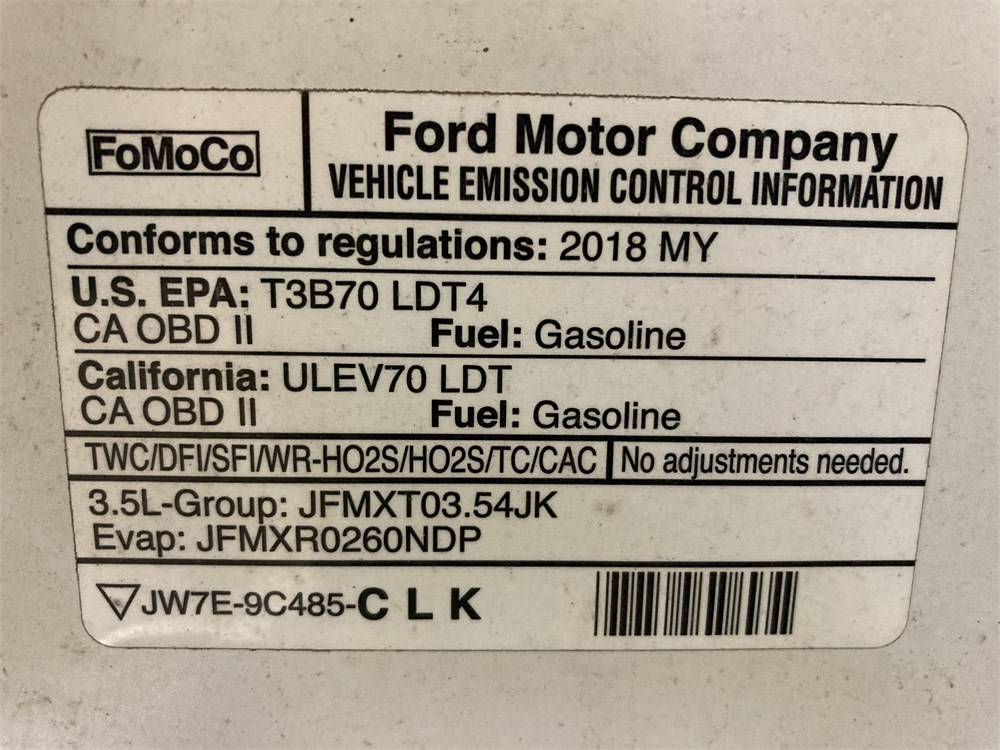 FoMoCo
Ford Motor Company
VEHICLE EMISSION CONTROL INFORMATION
Conforms to regulations: 2018 MY
U.S. EPA: T3B70 LDT4
CA OBD II Fuel: Gasoline
California: ULEV70 LDT
CA OBD II Fuel: Gasoline
TWC/DFI/SFI/WR-HO2S/HO2S/TC/CAC No adjustments needed.
3.5L-Group: JFMXT03.54JK
Evap: JFMXR0260NDP
JW7E-9C485-C L K